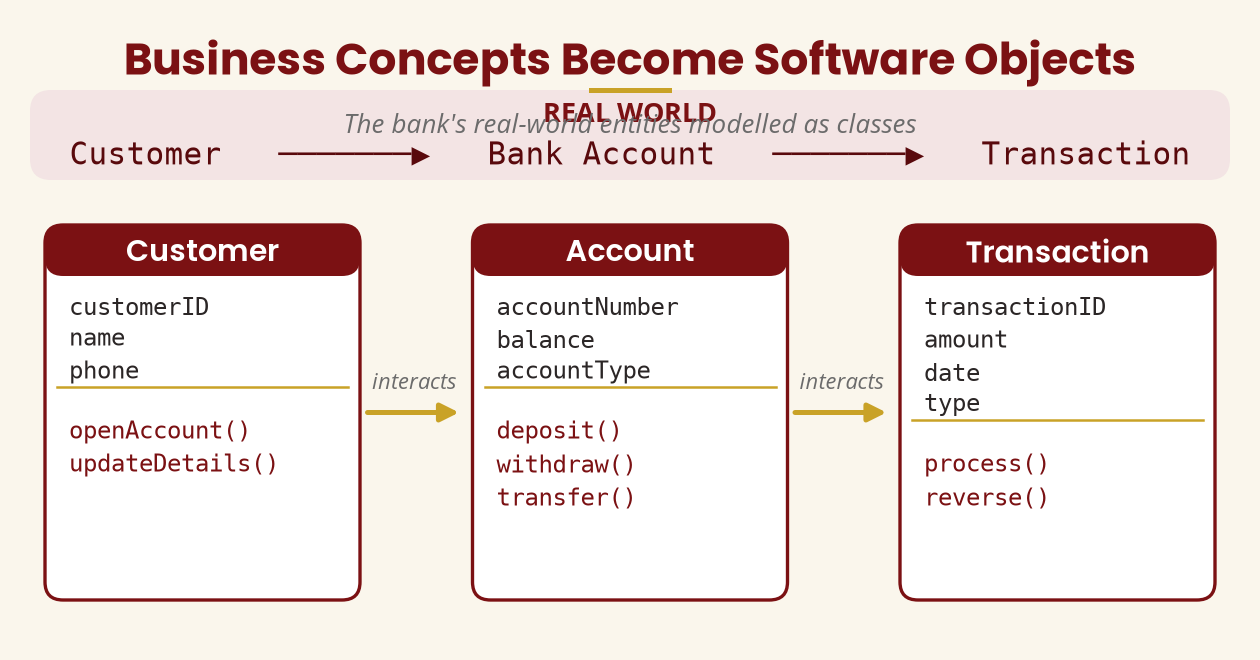 Business Concepts Become Software Objects
REAL WORLD
The bank's real-world entities modelled as classes
Customer ────────▶ Bank Account ────────▶ Transaction
Customer
customerID
name
phone
openAccount()
updateDetails()
interacts
Account
accountNumber
balance
accountType
deposit()
withdraw()
transfer()
interacts
Transaction
transactionID
amount
date
type
process()
reverse()